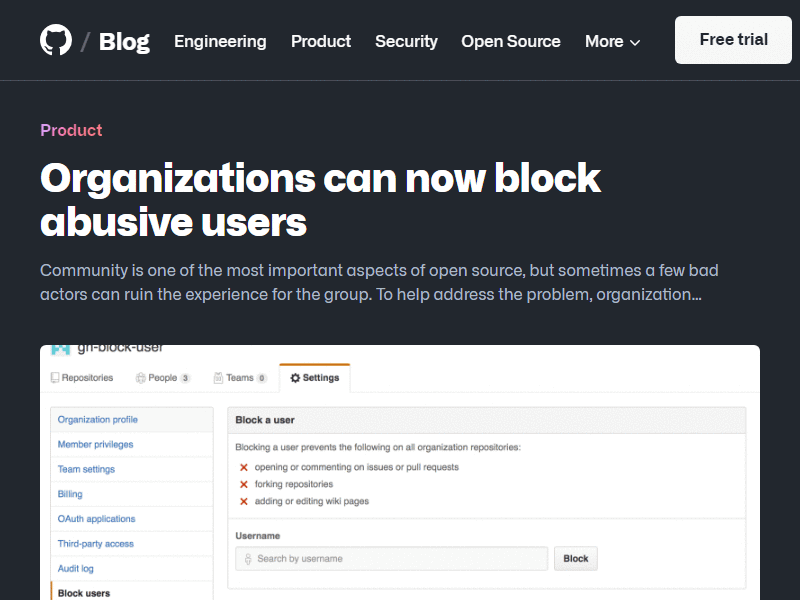 / Blog Engineering Product Security Open Source More Free trial
Product
Organizations can now block
abusive users
Community is one of the most important aspects of open source, but sometimes a few bad
actors can ruin the experience for the group. To help address the problem, organization...
gh-block-user
Repositories People 3 Teams 0 Settings
Organization profile
Member privileges
Team settings
Billing
OAuth applications
Third-party access
Audit log
Block users
Block a user
Blocking a user prevents the following on all organization repositories:
opening or commenting on issues or pull requests
forking repositories
adding or editing wiki pages
Username
Search by username Block